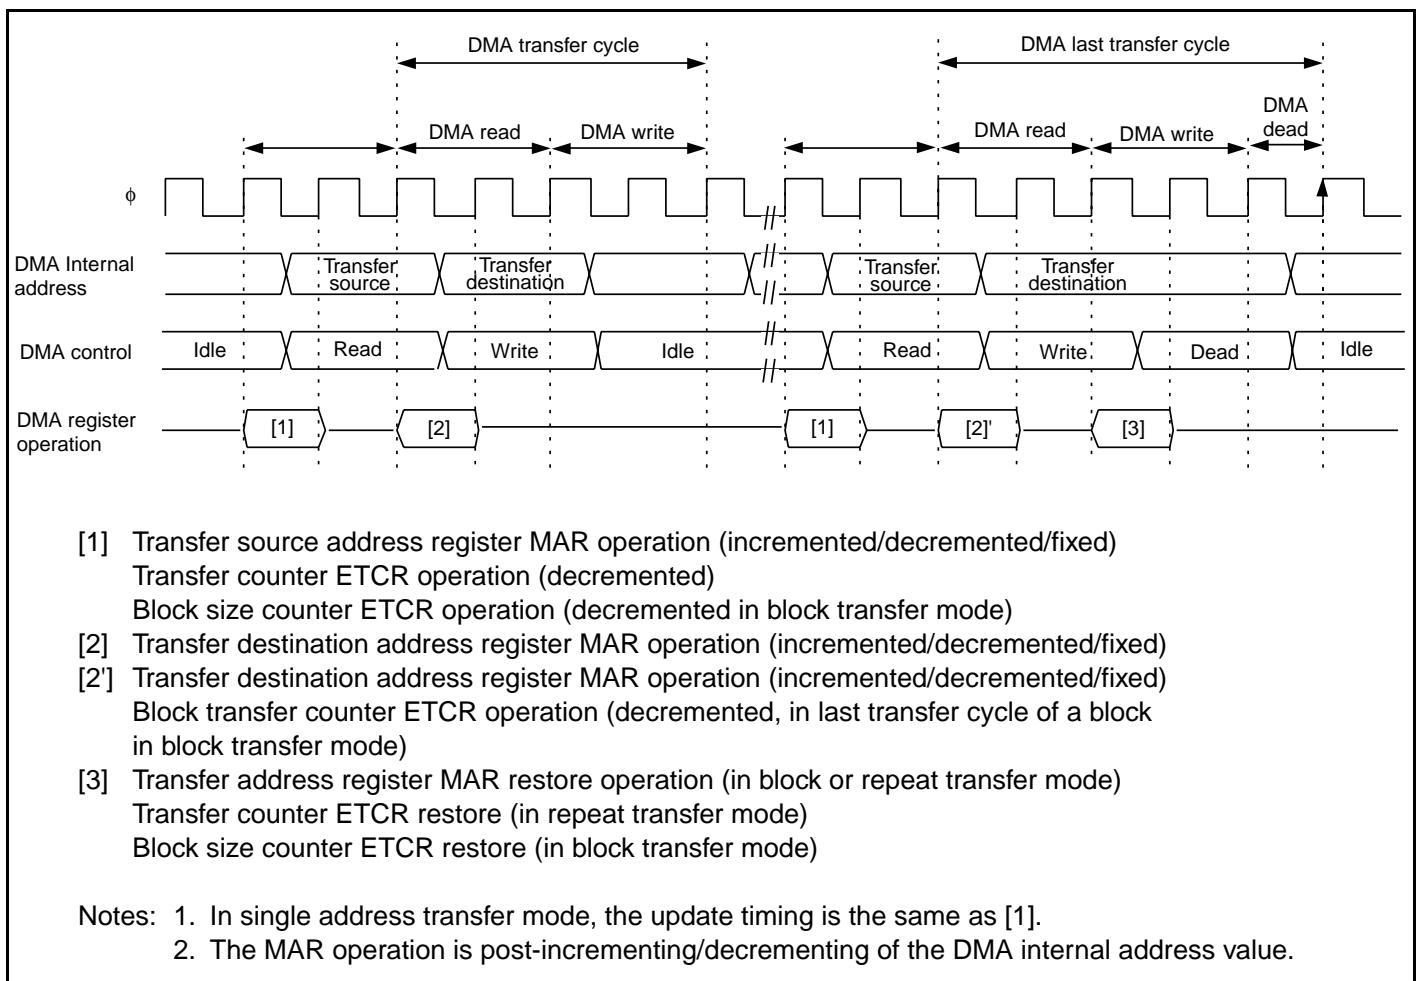 DMA transfer cycle DMA last transfer cycle
DMA
DMA read DMA write DMA read DMA write dead
ϕ
DMA Internal Transfer Transfer Transfer Transfer
address source destination source destination
DMA control Idle Read Write Idle Read Write Dead Idle
DMA register [1] [2] [1] [2]' [3]
operation
[1] Transfer source address register MAR operation (incremented/decremented/fixed)
Transfer counter ETCR operation (decremented)
Block size counter ETCR operation (decremented in block transfer mode)
[2] Transfer destination address register MAR operation (incremented/decremented/fixed)
[2'] Transfer destination address register MAR operation (incremented/decremented/fixed)
Block transfer counter ETCR operation (decremented, in last transfer cycle of a block
in block transfer mode)
[3] Transfer address register MAR restore operation (in block or repeat transfer mode)
Transfer counter ETCR restore (in repeat transfer mode)
Block size counter ETCR restore (in block transfer mode)
Notes: 1. In single address transfer mode, the update timing is the same as [1].
2. The MAR operation is post-incrementing/decrementing of the DMA internal address value.